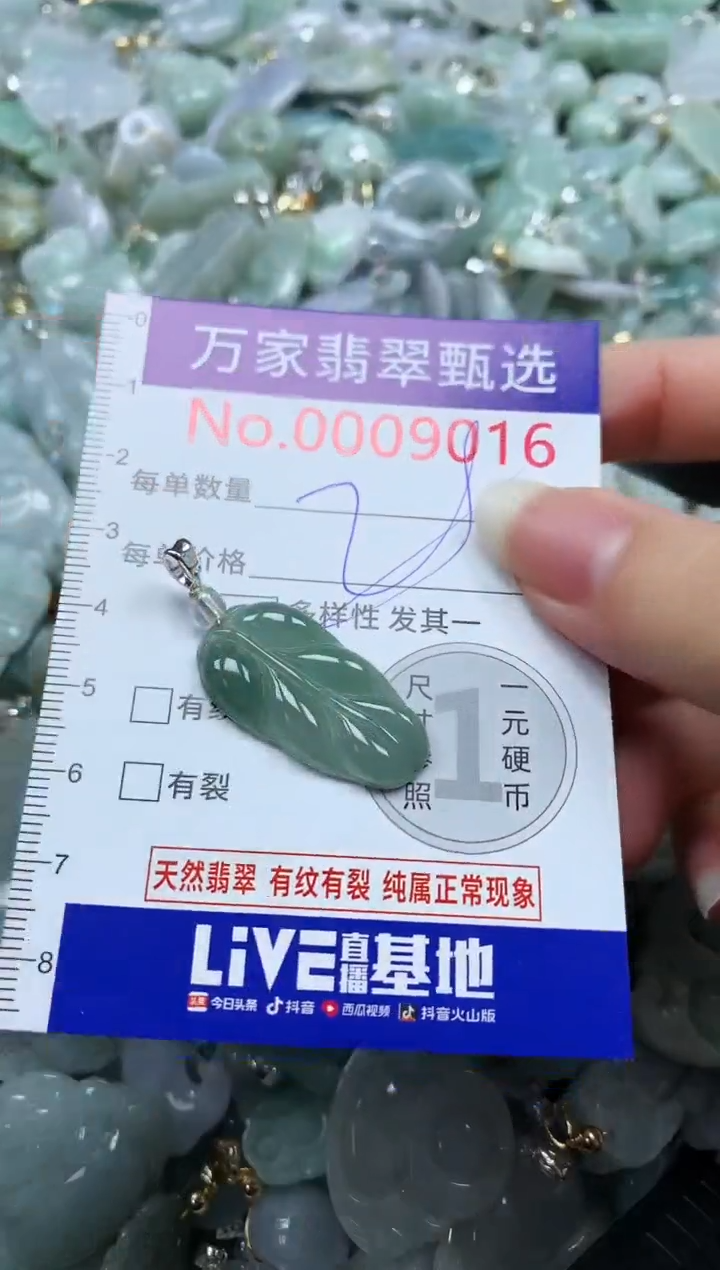 0
1
万家翡翠甄选
No.0009016
2
每单数量
3
每单价格
4
多样性 发其一
5
有纹
尺寸参照
一元硬币
1
6
有裂
7
天然翡翠 有纹有裂 纯属正常现象
8
LiVE直播基地
今日头条 抖音 西瓜视频 抖音火山版